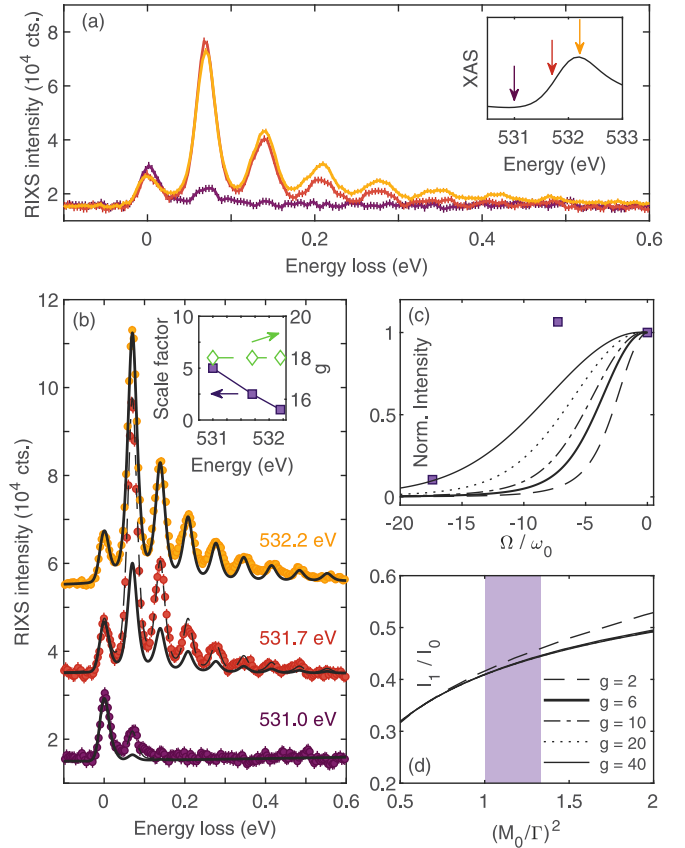 (a)
RIXS intensity (10⁴ cts.)
8
6
4
2
0
0.2
0.4
0.6
Energy loss (eV)
XAS
531
532
533
Energy (eV)
(b)
RIXS intensity (10⁴ cts.)
12
10
8
6
4
2
0
0.2
0.4
0.6
Energy loss (eV)
532.2 eV
531.7 eV
531.0 eV
Scale factor
10
5
0
20
18
16
g
531
532
Energy (eV)
(c)
Norm. Intensity
1
0.5
0
-20
-15
-10
-5
0
Ω / ω₀
(d)
I₁ / I₀
0.6
0.5
0.4
0.3
0.2
0.5
1
1.5
2
(M₀/Γ)²
g = 2
g = 6
g = 10
g = 20
g = 40